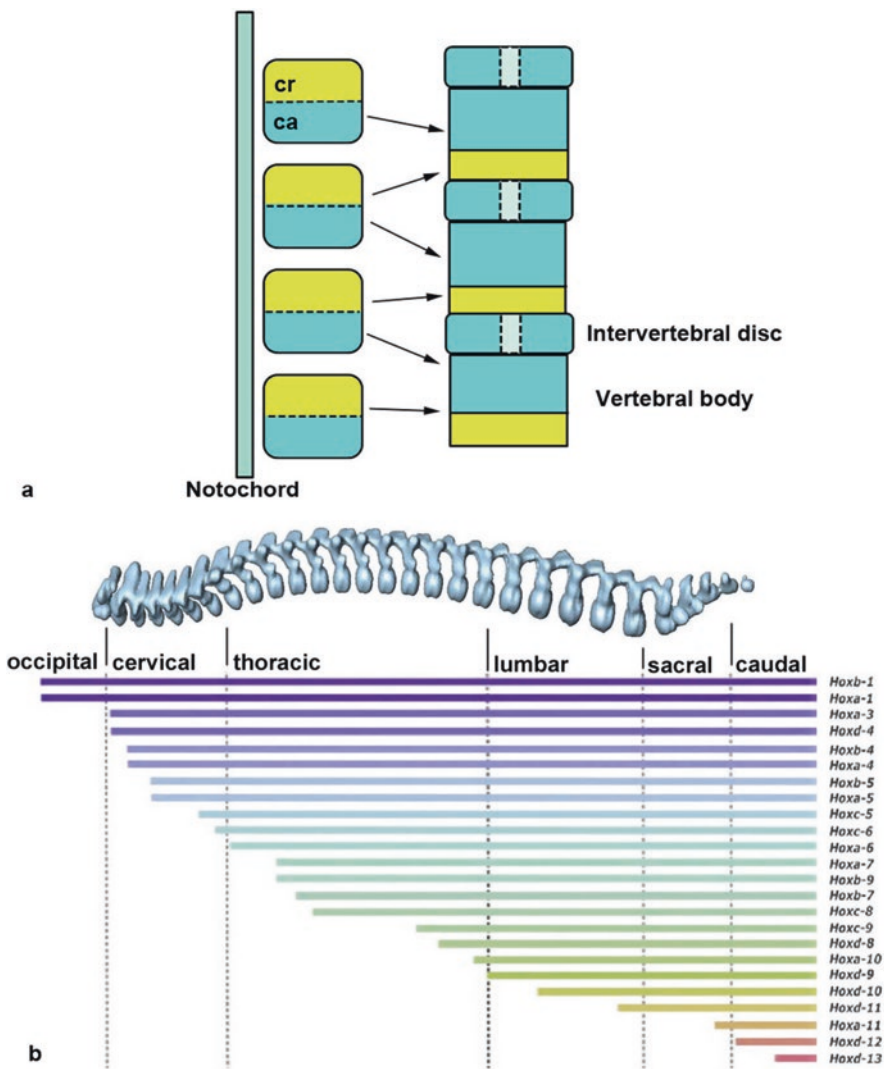 cr
ca
Intervertebral disc
Vertebral body
a
Notochord
occipital cervical thoracic lumbar sacral caudal
Hoxb-1
Hoxa-1
Hoxa-3
Hoxd-4
Hoxb-4
Hoxa-4
Hoxb-5
Hoxa-5
Hoxc-5
Hoxc-6
Hoxa-6
Hoxa-7
Hoxb-9
Hoxb-7
Hoxc-8
Hoxc-9
Hoxd-8
Hoxa-10
Hoxd-9
Hoxd-10
Hoxd-11
Hoxa-11
Hoxd-12
b
Hoxd-13